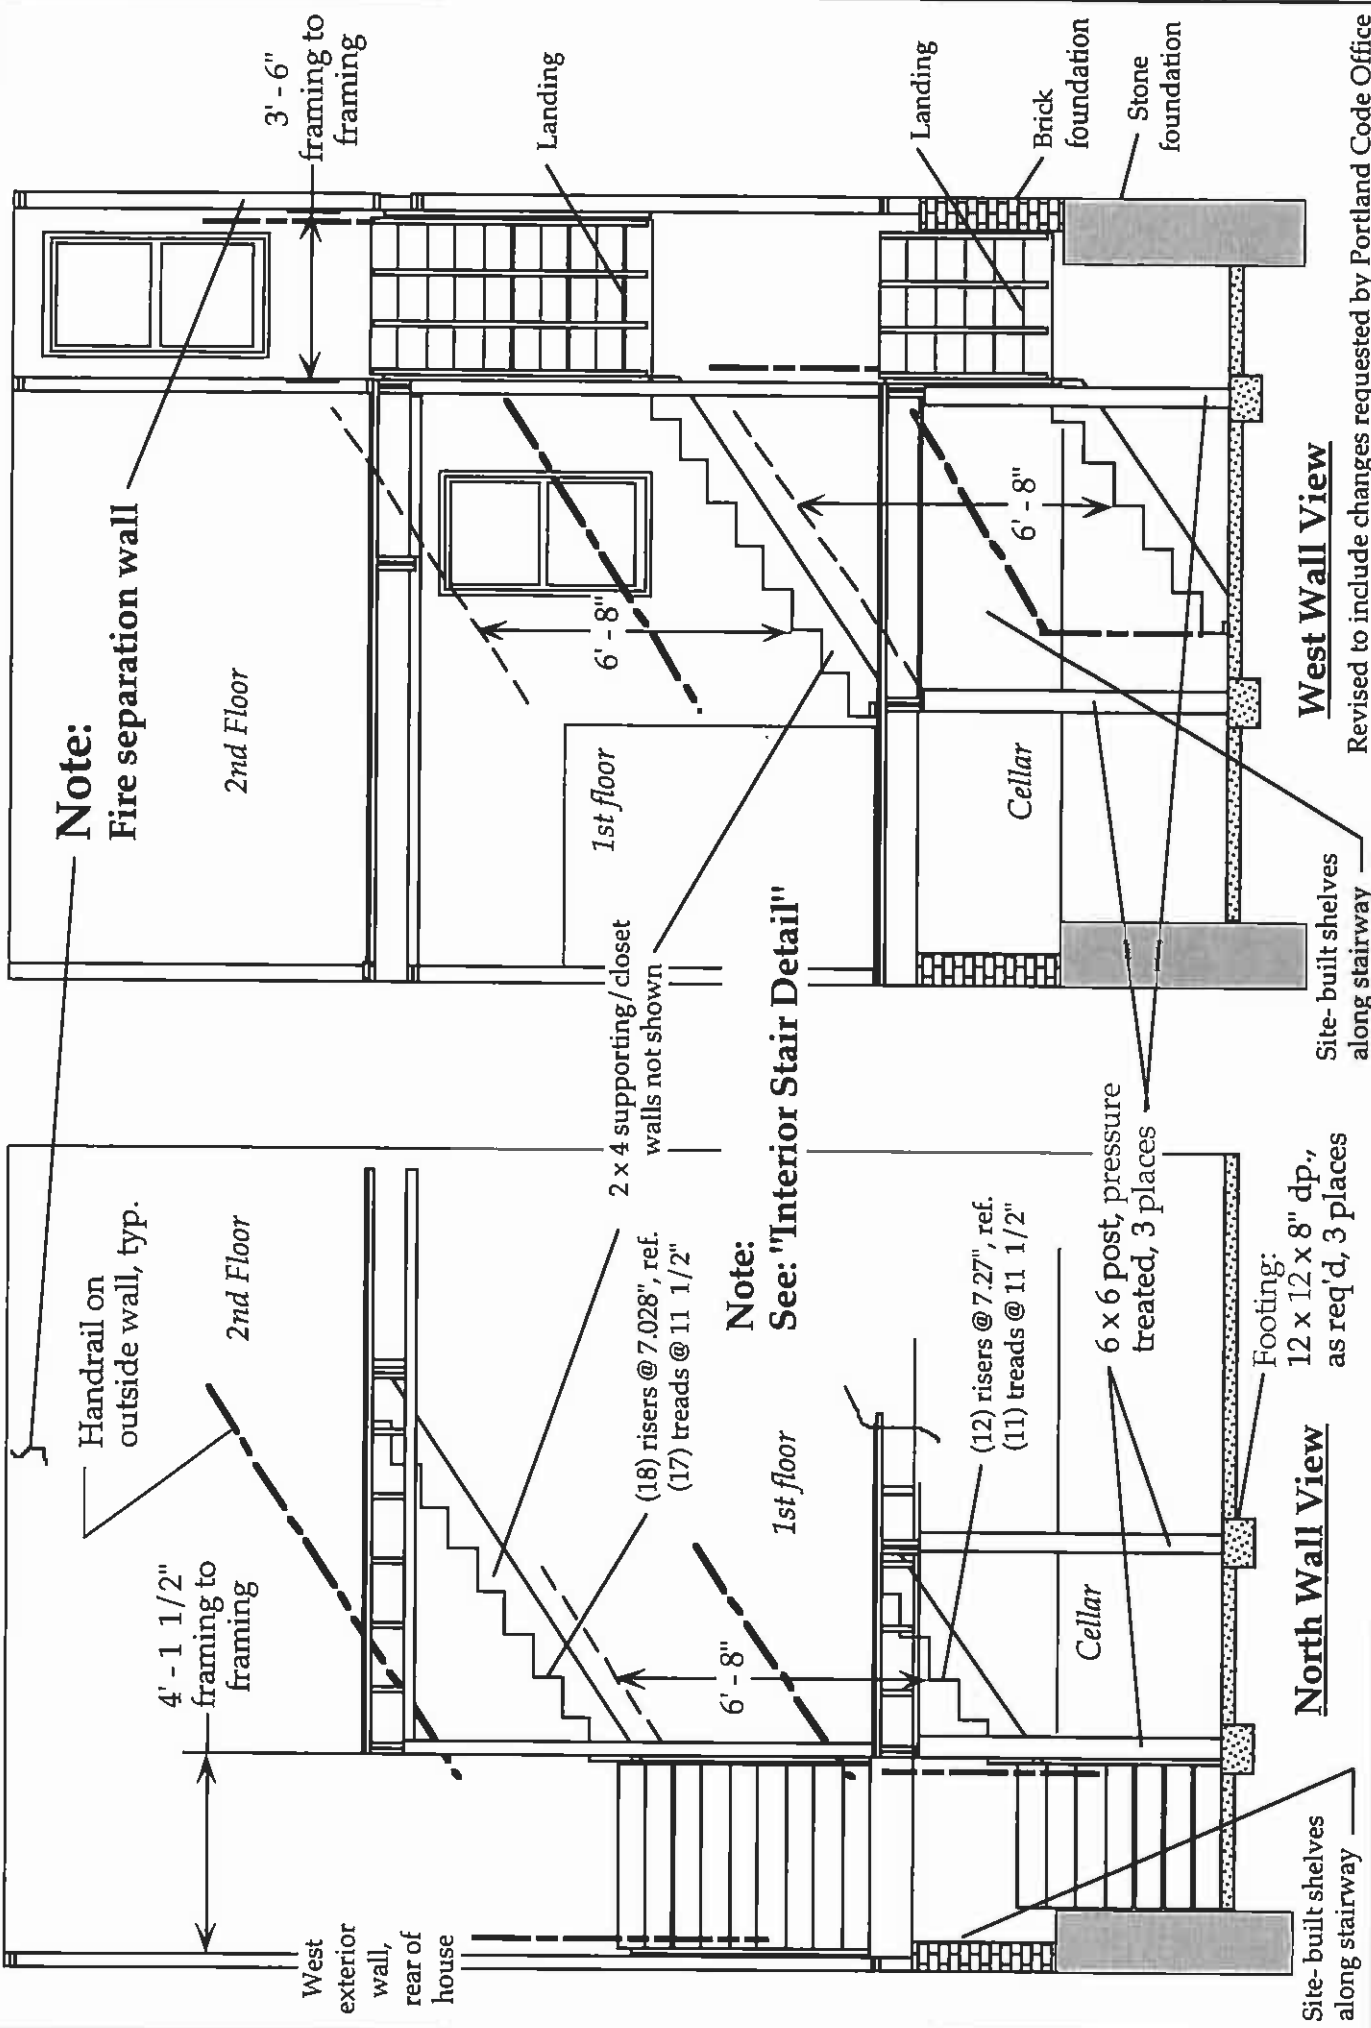 Note:
Fire separation wall
Handrail on
outside wall, typ.
4' - 1 1/2"
framing to
framing
2nd Floor
West
exterior
wall,
rear of
house
2 x 4 supporting/closet
walls not shown
(18) risers @ 7.028", ref.
(17) treads @ 11 1/2"
6' - 8"
1st floor
Note:
See: "Interior Stair Detail"
(12) risers @ 7.27", ref.
(11) treads @ 11 1/2"
Cellar
6 x 6 post, pressure
treated, 3 places
Footing:
12 x 12 x 8" dp.,
as req'd, 3 places
North Wall View
Site- built shelves
along stairway
2nd Floor
3' - 6"
framing to
framing
Landing
6' - 8"
1st floor
Landing
Brick
foundation
Stone
foundation
6' - 8"
Cellar
West Wall View
Site- built shelves
along stairway
Revised to include changes requested by Portland Code Office